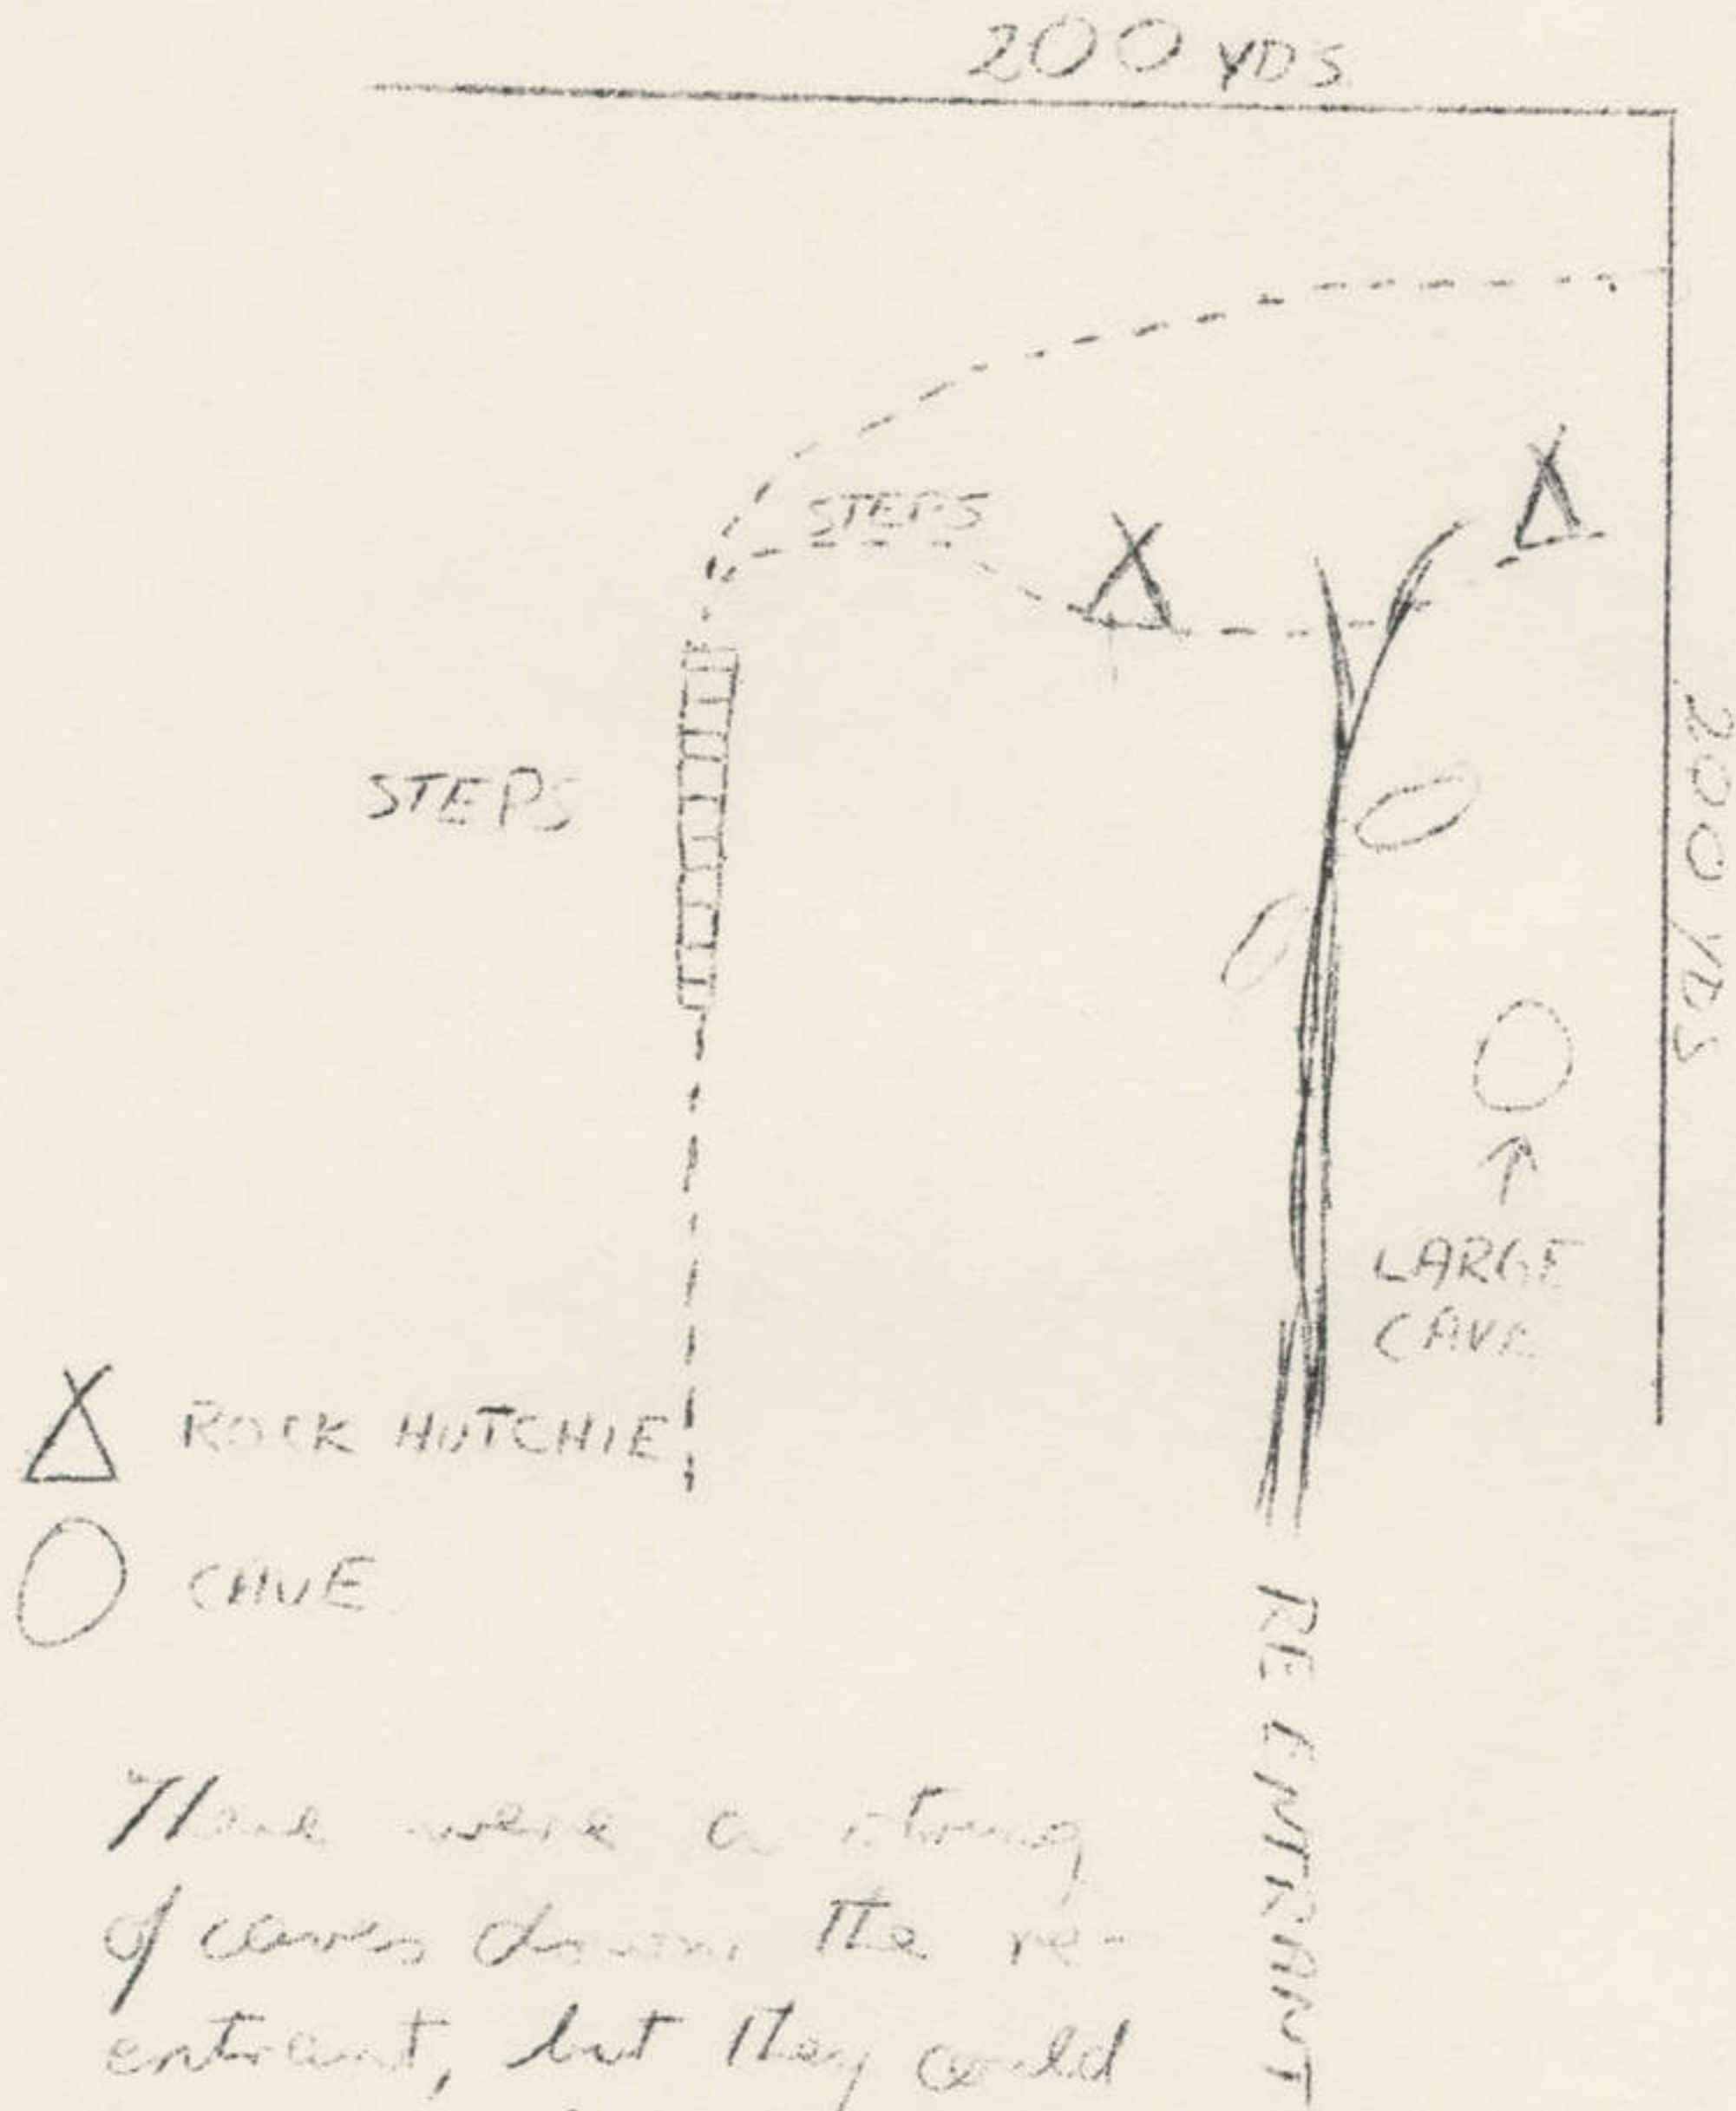 200 YDS
STEPS
STEPS
200 YDS
LARGE
CAVE
ROCK HUTCHIE
CAVE
RE ENTRANT
There were a string
of caves down the re-
entrant, but they could